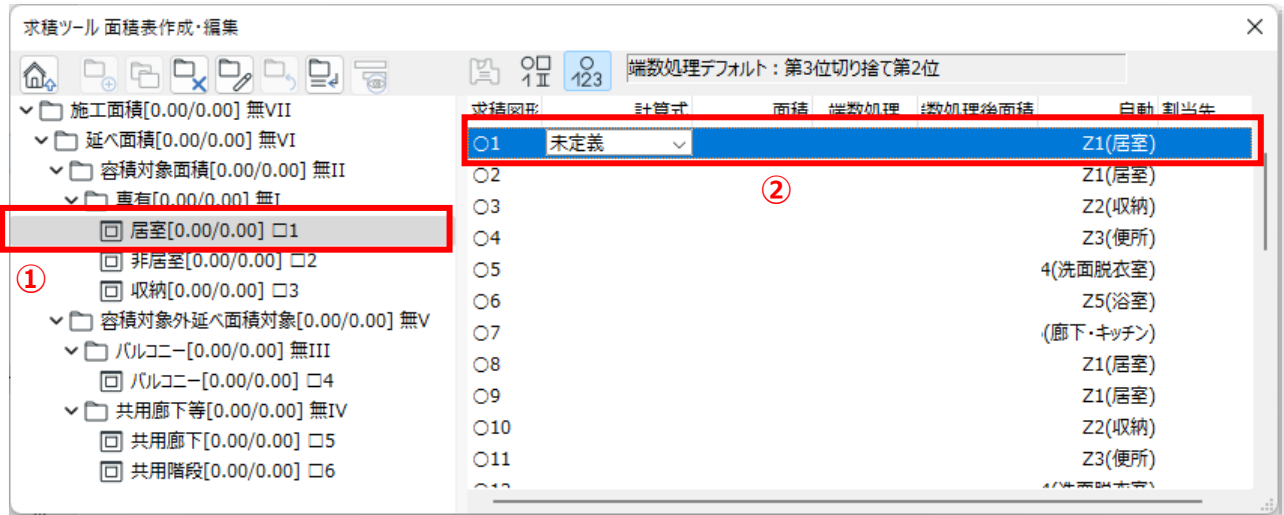 求積ツール 面積表作成・編集
端数処理デフォルト：第3位切り捨て第2位
施工面積[0.00/0.00] 無VII
延べ面積[0.00/0.00] 無VI
容積対象面積[0.00/0.00] 無II
専有[0.00/0.00] 無I
居室[0.00/0.00] □1
①
非居室[0.00/0.00] □2
収納[0.00/0.00] □3
容積対象外延べ面積対象[0.00/0.00] 無V
バルコニー[0.00/0.00] 無III
バルコニー[0.00/0.00] □4
共用廊下等[0.00/0.00] 無IV
共用廊下[0.00/0.00] □5
共用階段[0.00/0.00] □6
求積図形 計算式 面積 端数処理 数処理後面積 自動 割当先
○1 未定義 Z1(居室)
②
○2 Z1(居室)
○3 Z2(収納)
○4 Z3(便所)
○5 4(洗面脱衣室)
○6 Z5(浴室)
○7 (廊下・キッチン)
○8 Z1(居室)
○9 Z1(居室)
○10 Z2(収納)
○11 Z3(便所)
○12 4(洗面脱衣室)